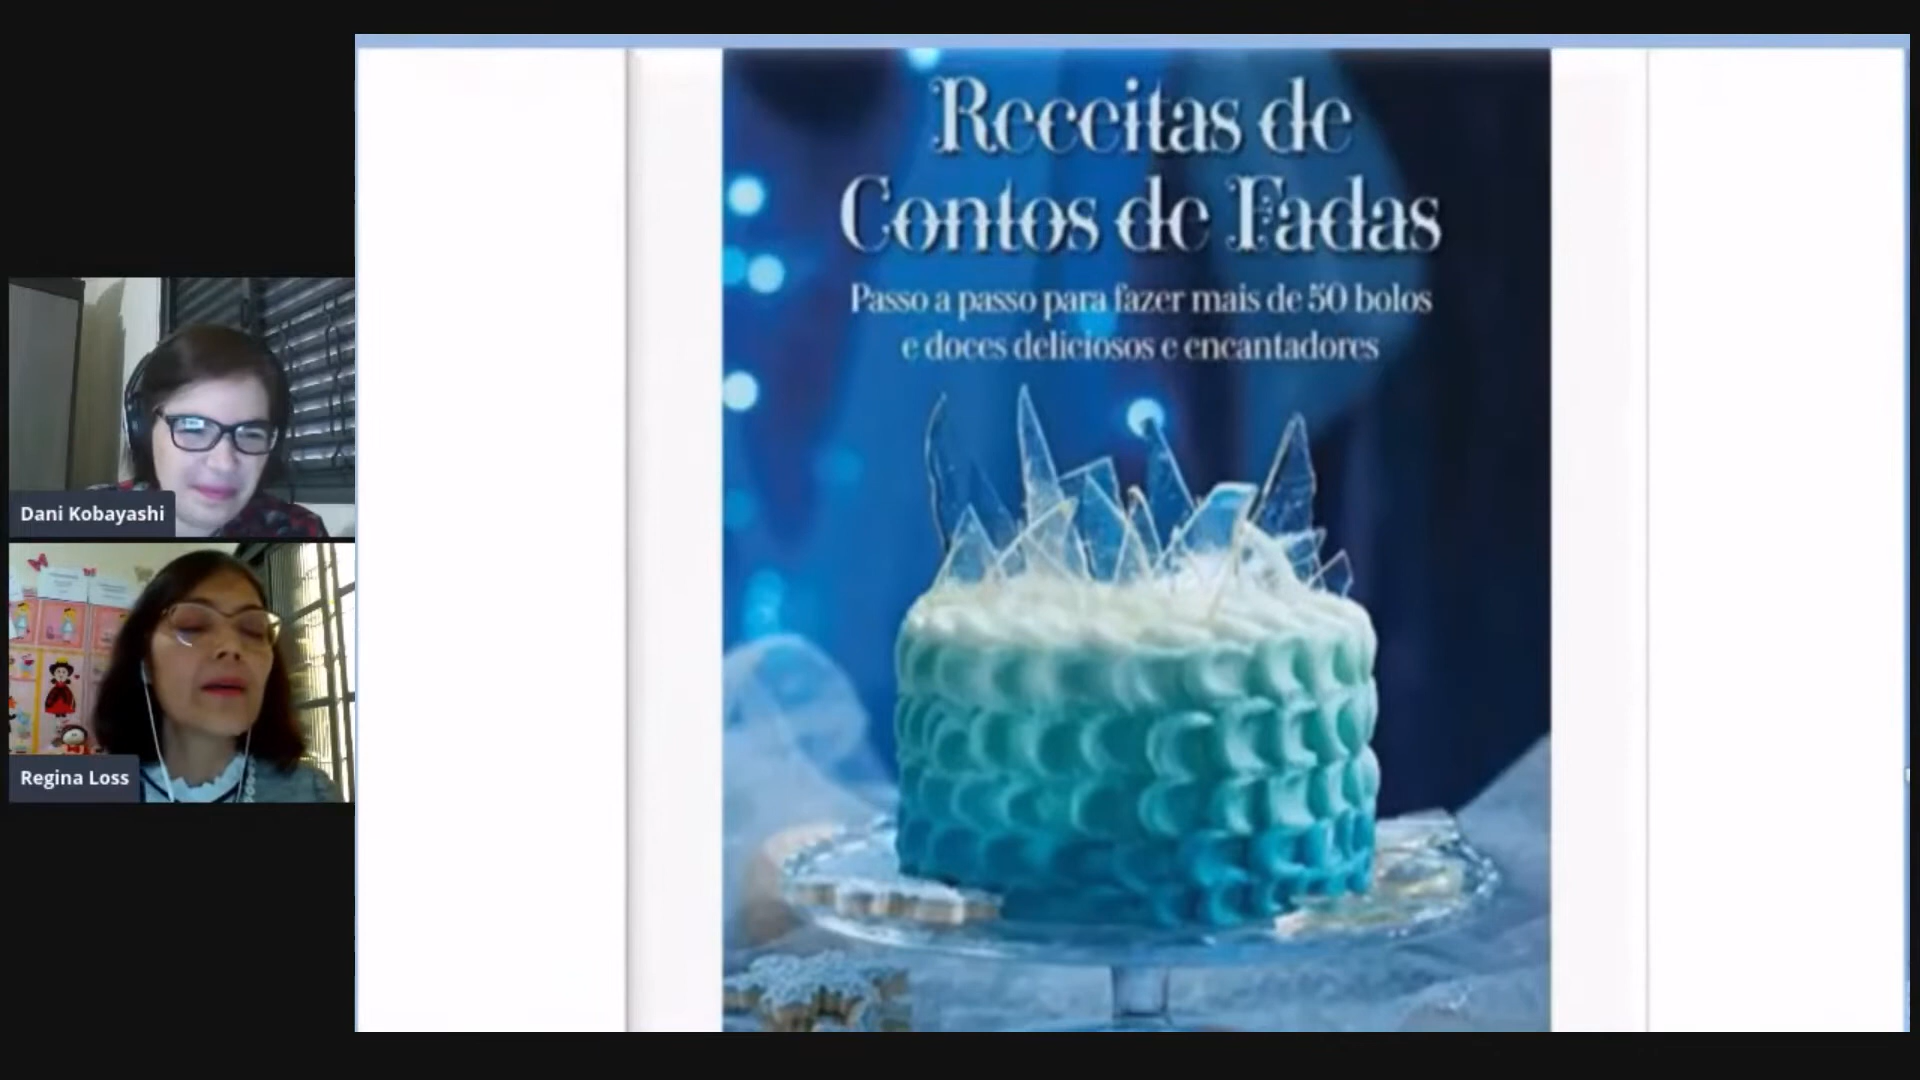 Receitas de
Contos de Fadas
Passo a passo para fazer mais de 50 bolos
e doces deliciosos e encantadores
Dani Kobayashi
Regina Loss